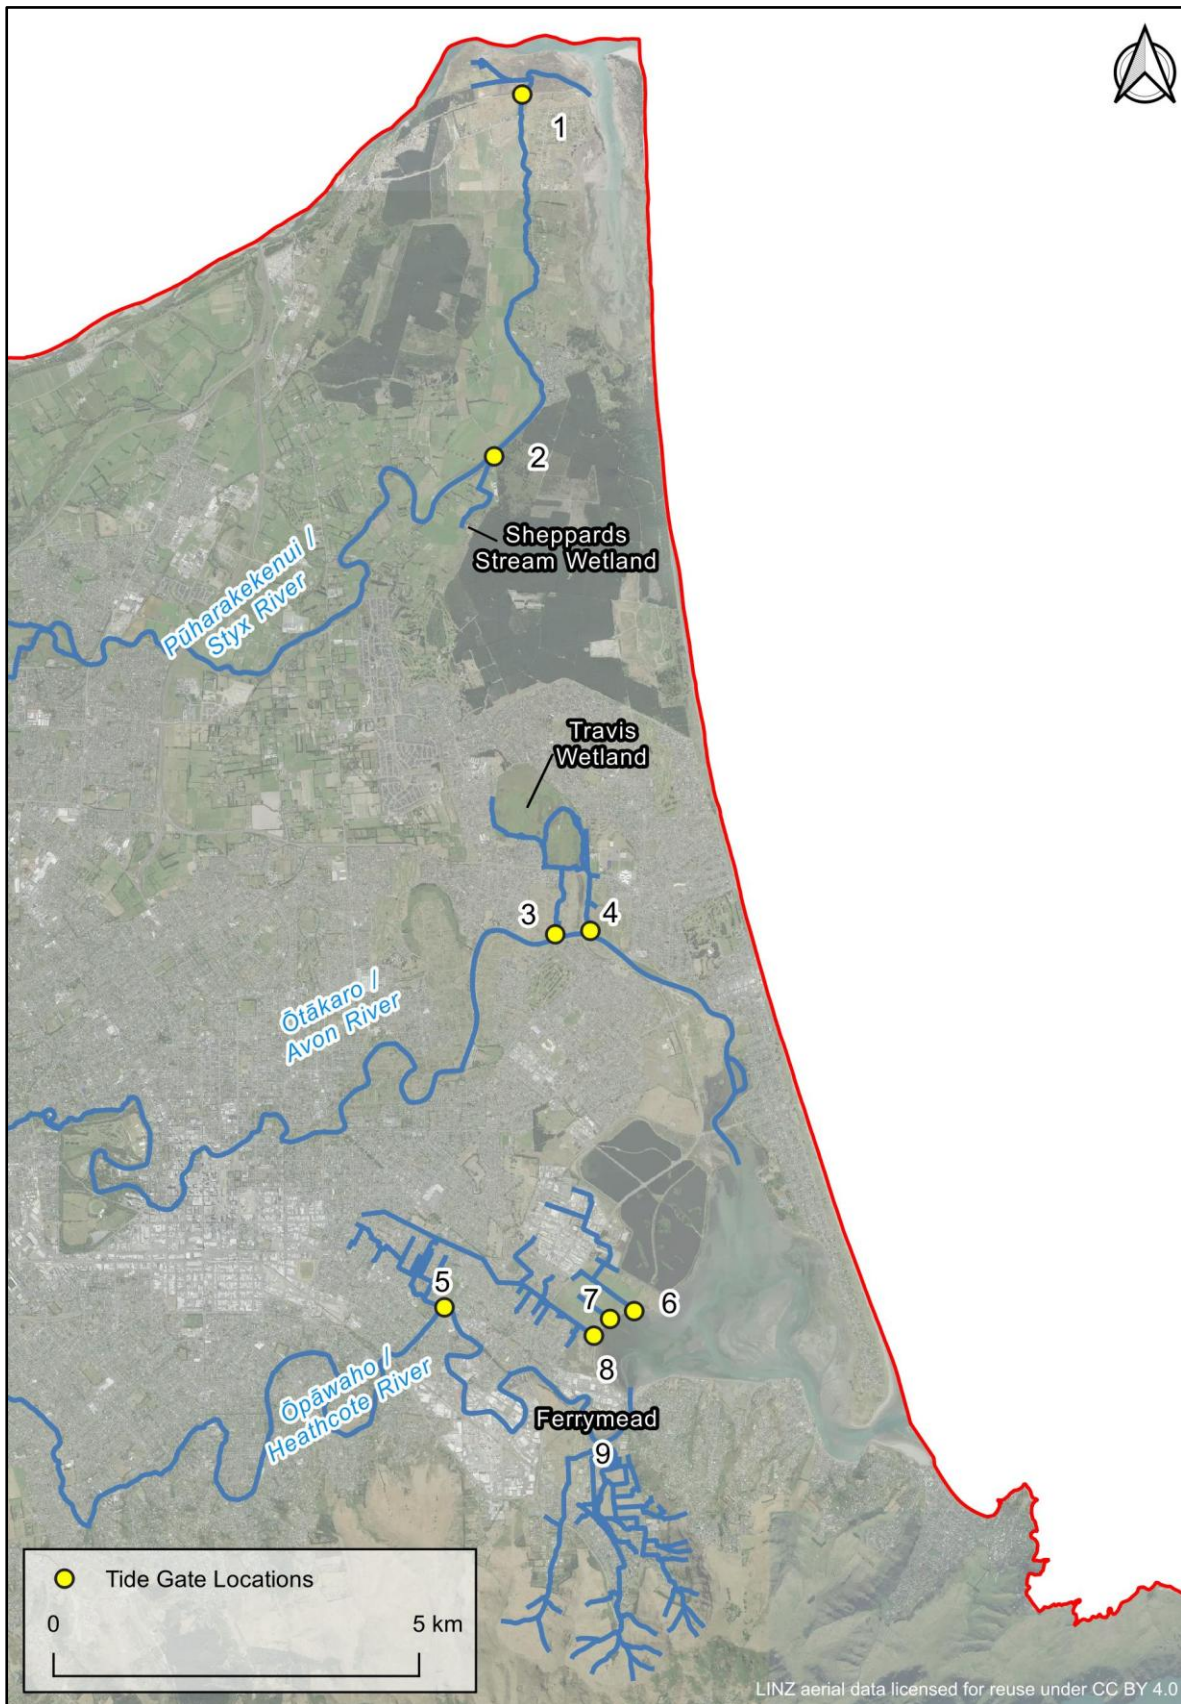 1
2
Sheppards
Stream Wetland
Pūharakekenui /
Styx River
Travis
Wetland
3
4
Ōtākaro /
Avon River
5
6
7
8
Ōpāwaho /
Heathcote River
Ferrymead
9
Tide Gate Locations
0
5 km
LINZ aerial data licensed for reuse under CC BY 4.0